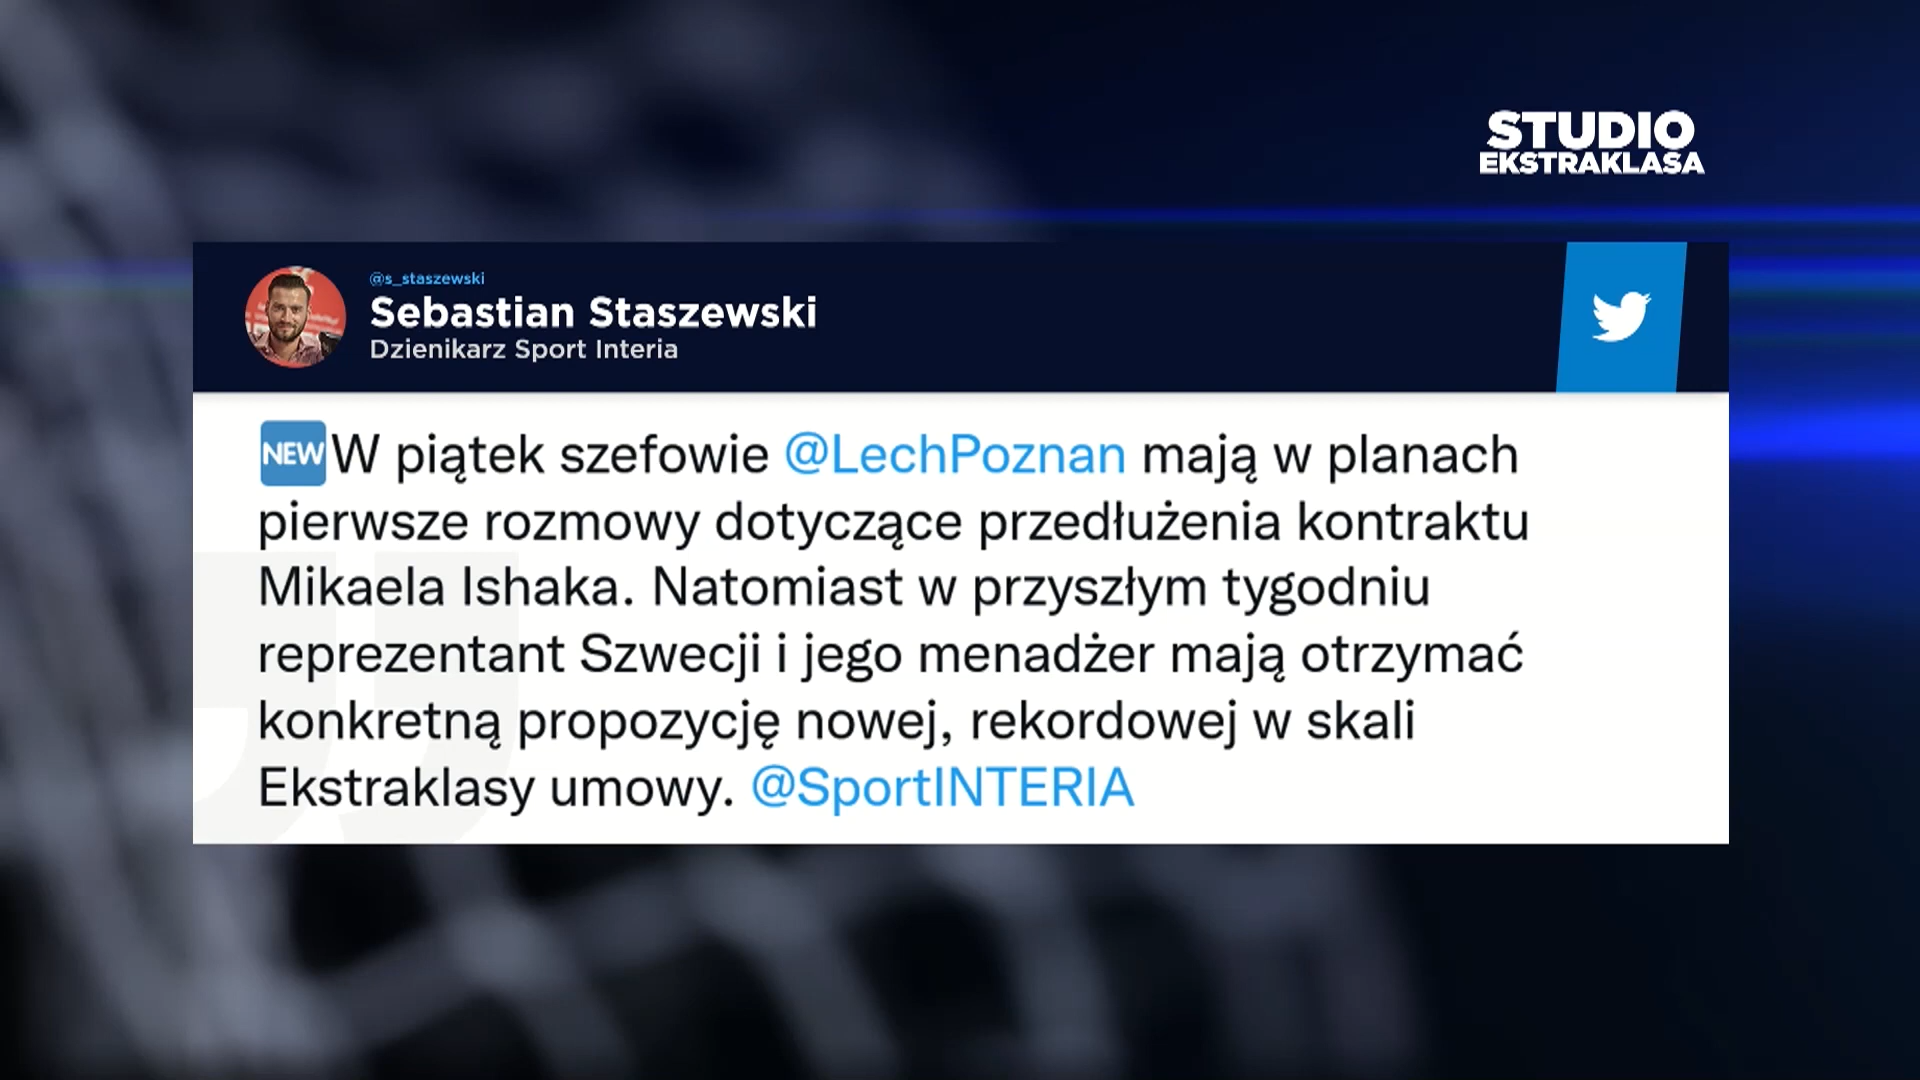 STUDIO
EKSTRAKLASA
@s_staszewski
Sebastian Staszewski
Dzienikarz Sport Interia
NEW W piątek szefowie @LechPoznan mają w planach
pierwsze rozmowy dotyczące przedłużenia kontraktu
Mikaela Ishaka. Natomiast w przyszłym tygodniu
reprezentant Szwecji i jego menadżer mają otrzymać
konkretną propozycję nowej, rekordowej w skali
Ekstraklasy umowy. @SportINTERIA